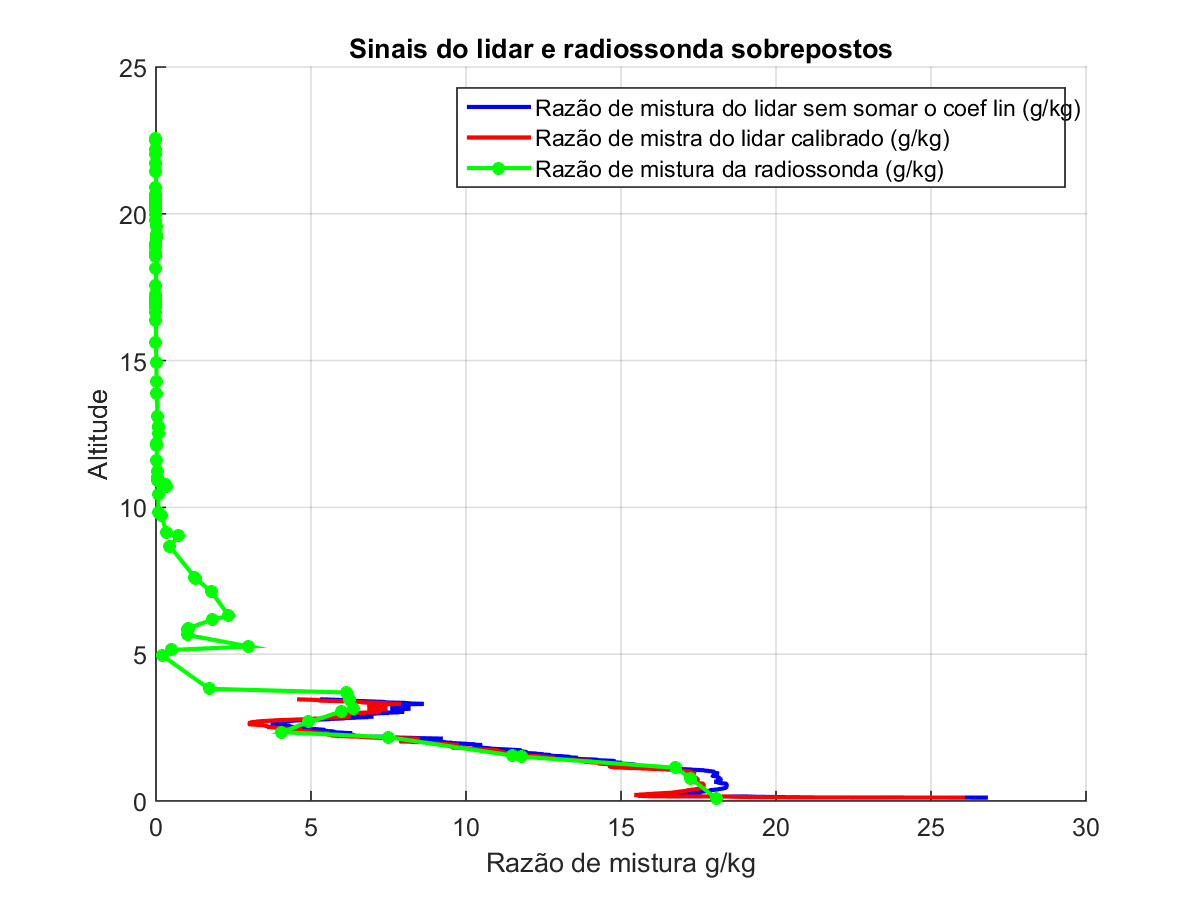 Sinais do lidar e radiossonda sobrepostos
25
Razão de mistura do lidar sem somar o coef lin (g/kg)
Razão de mistra do lidar calibrado (g/kg)
Razão de mistura da radiossonda (g/kg)
20
15
Altitude
10
5
0
0 5 10 15 20 25 30
Razão de mistura g/kg